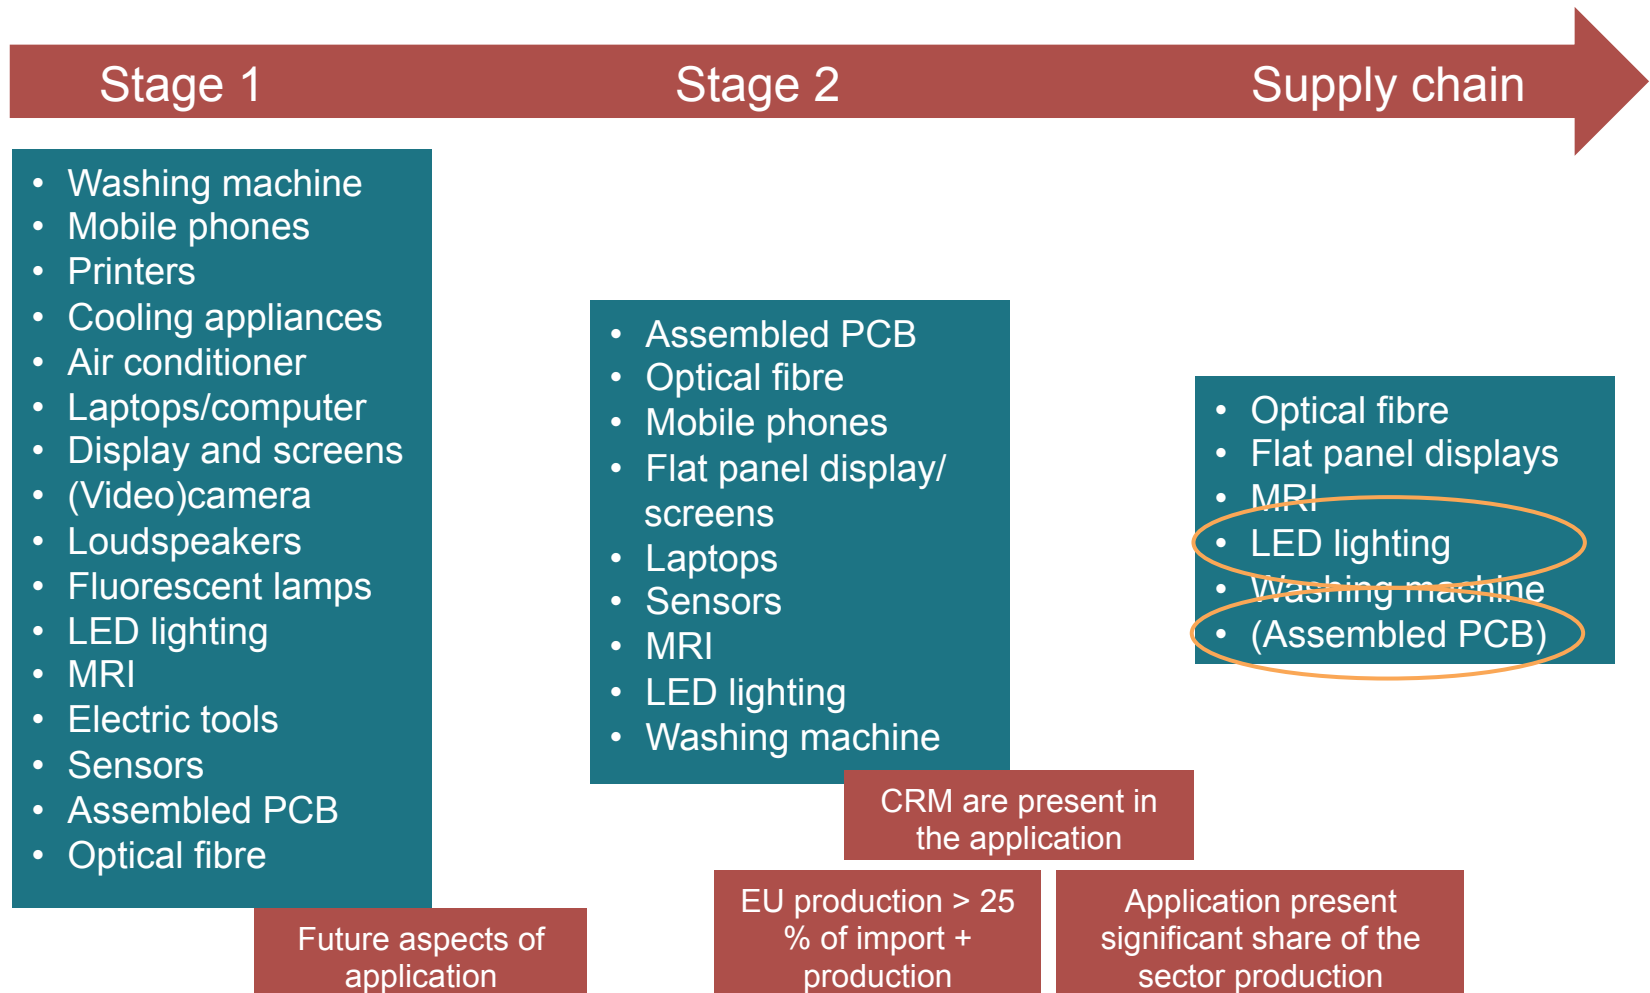 Stage 1
Stage 2
Supply chain
• Washing machine
• Mobile phones
• Printers
• Cooling appliances
• Air conditioner
• Laptops/computer
• Display and screens
• (Video)camera
• Loudspeakers
• Fluorescent lamps
• LED lighting
• MRI
• Electric tools
• Sensors
• Assembled PCB
• Optical fibre
Future aspects of
application
• Assembled PCB
• Optical fibre
• Mobile phones
• Flat panel display/
screens
• Laptops
• Sensors
• MRI
• LED lighting
• Washing machine
CRM are present in
the application
EU production > 25
% of import +
production
Application present
significant share of the
sector production
• Optical fibre
• Flat panel displays
• MRI
• LED lighting
• Washing machine
• (Assembled PCB)